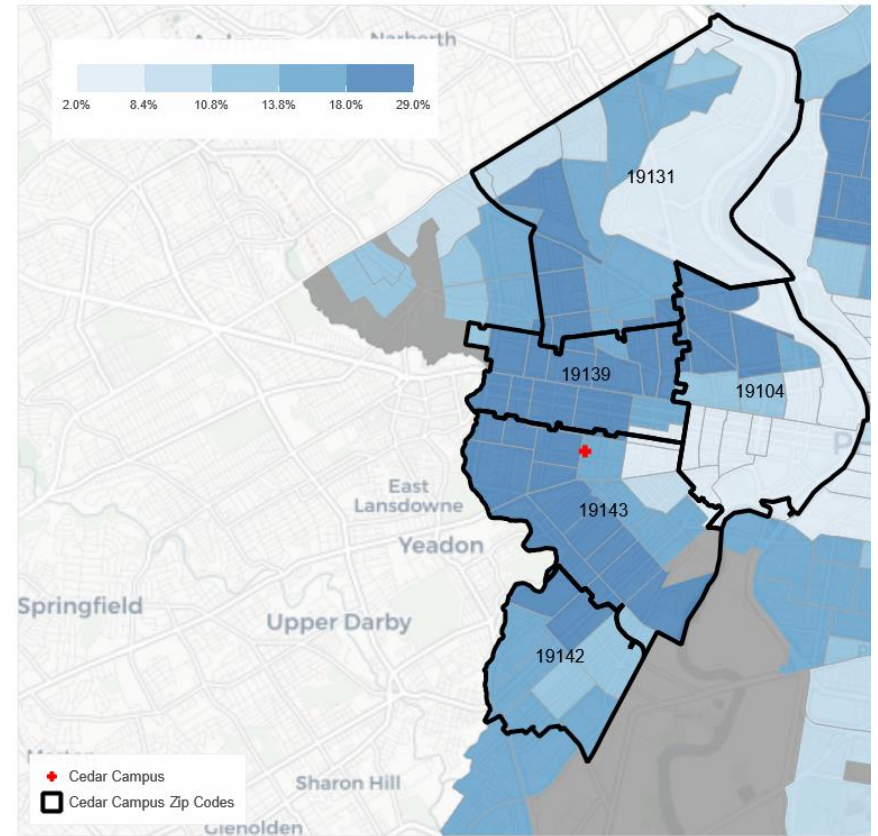 Narberth
2.0% 8.4% 10.8% 13.8% 18.0% 29.0%
19131
19139
19104
East
Lansdowne
19143
Yeadon
Springfield
Upper Darby
19142
Cedar Campus
Sharon Hill
Cedar Campus Zip Codes
Glenolden